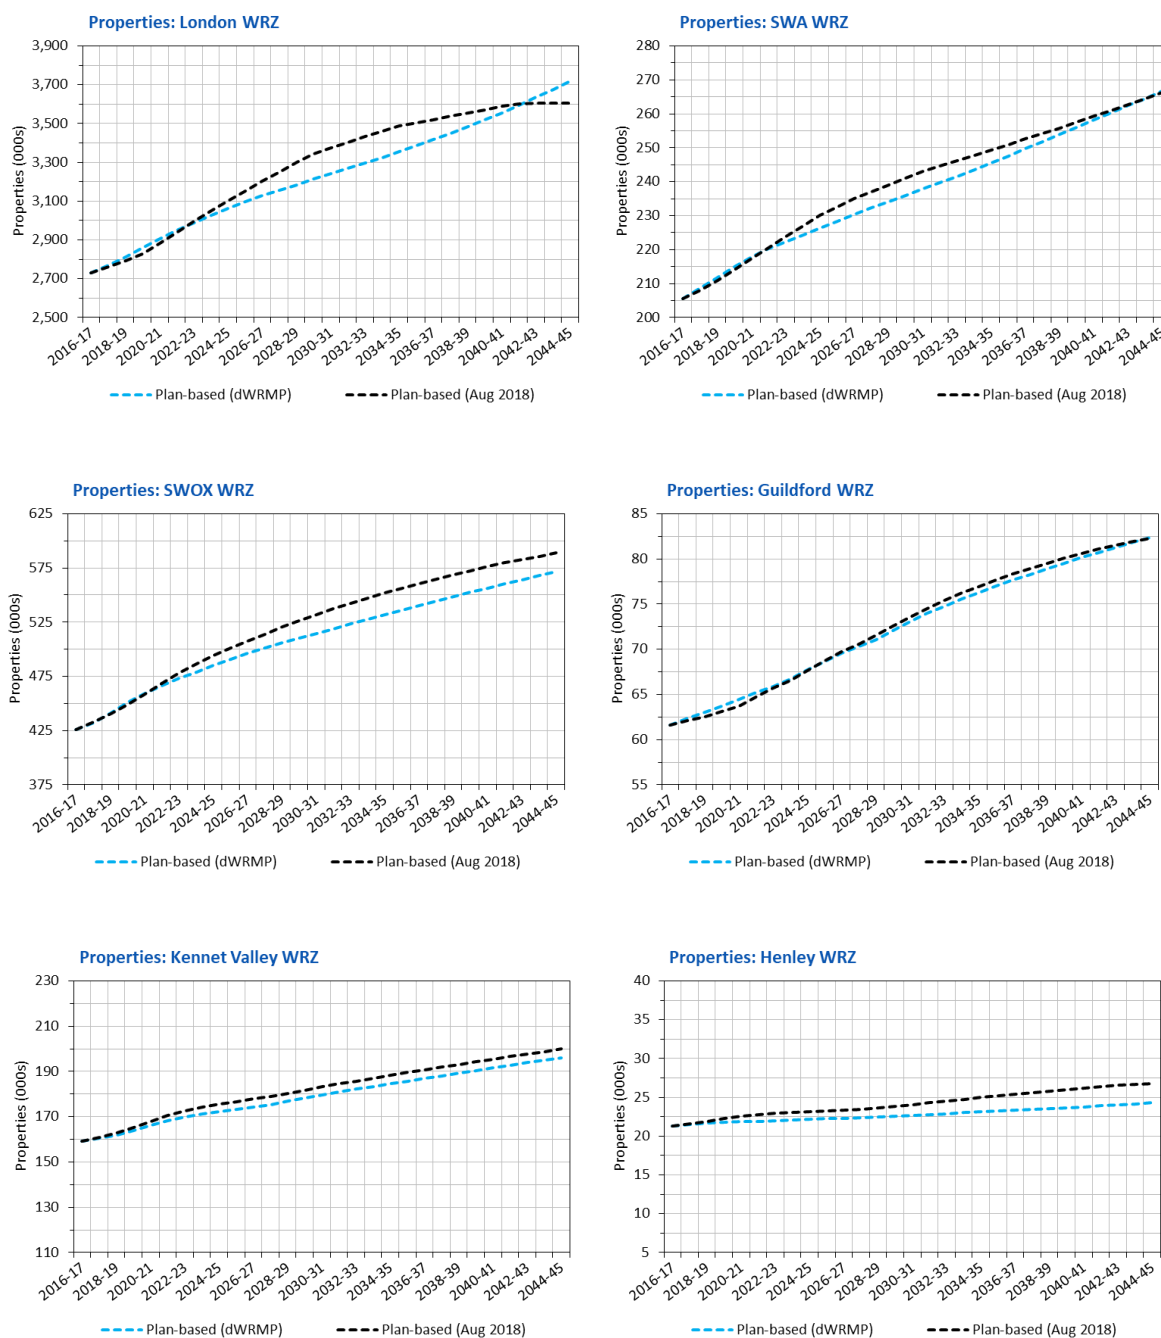 Properties: London WRZ
Properties (000s)
3,900
3,700
3,500
3,300
3,100
2,900
2,700
2,500
2016-17 2018-19 2020-21 2022-23 2024-25 2026-27 2028-29 2030-31 2032-33 2034-35 2036-37 2038-39 2040-41 2042-43 2044-45
Plan-based (dWRMP) Plan-based (Aug 2018)
Properties: SWA WRZ
Properties (000s)
280
270
260
250
240
230
220
210
200
2016-17 2018-19 2020-21 2022-23 2024-25 2026-27 2028-29 2030-31 2032-33 2034-35 2036-37 2038-39 2040-41 2042-43 2044-45
Plan-based (dWRMP) Plan-based (Aug 2018)
Properties: SWOX WRZ
Properties (000s)
625
575
525
475
425
375
2016-17 2018-19 2020-21 2022-23 2024-25 2026-27 2028-29 2030-31 2032-33 2034-35 2036-37 2038-39 2040-41 2042-43 2044-45
Plan-based (dWRMP) Plan-based (Aug 2018)
Properties: Guildford WRZ
Properties (000s)
85
80
75
70
65
60
55
2016-17 2018-19 2020-21 2022-23 2024-25 2026-27 2028-29 2030-31 2032-33 2034-35 2036-37 2038-39 2040-41 2042-43 2044-45
Plan-based (dWRMP) Plan-based (Aug 2018)
Properties: Kennet Valley WRZ
Properties (000s)
230
210
190
170
150
130
110
2016-17 2018-19 2020-21 2022-23 2024-25 2026-27 2028-29 2030-31 2032-33 2034-35 2036-37 2038-39 2040-41 2042-43 2044-45
Plan-based (dWRMP) Plan-based (Aug 2018)
Properties: Henley WRZ
Properties (000s)
40
35
30
25
20
15
10
5
2016-17 2018-19 2020-21 2022-23 2024-25 2026-27 2028-29 2030-31 2032-33 2034-35 2036-37 2038-39 2040-41 2042-43 2044-45
Plan-based (dWRMP) Plan-based (Aug 2018)